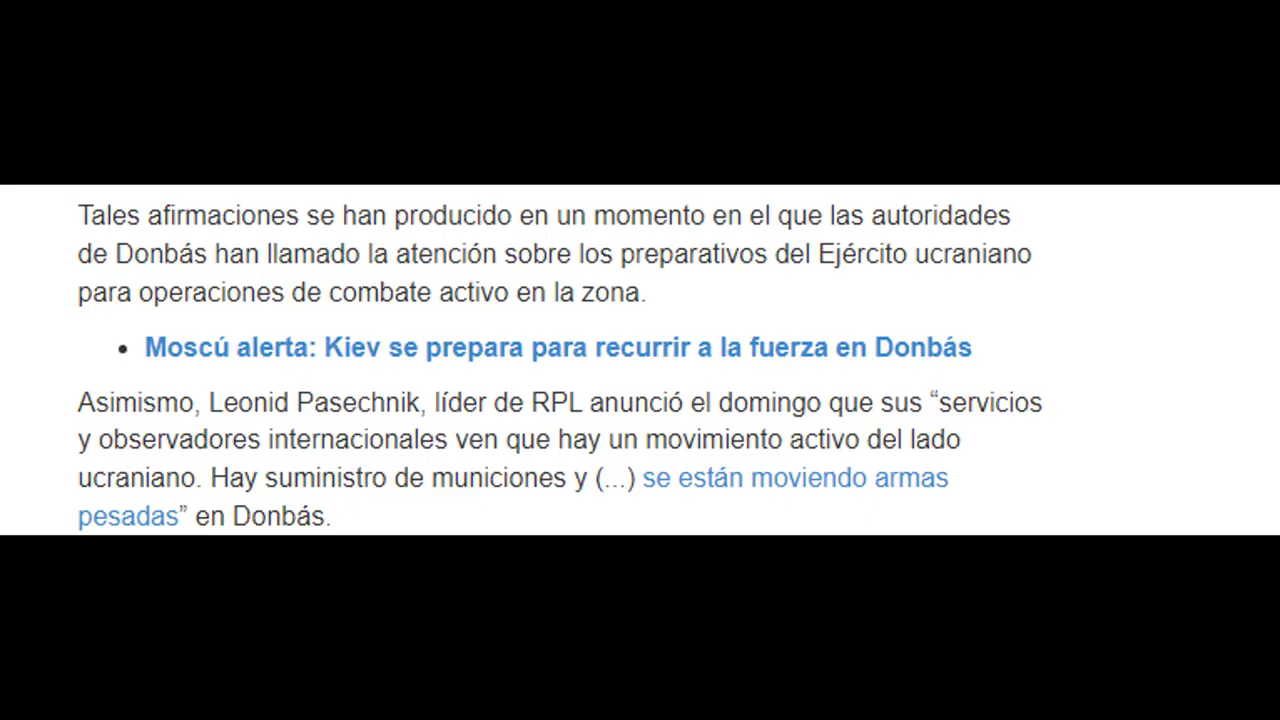 Tales afirmaciones se han producido en un momento en el que las autoridades
de Donbás han llamado la atención sobre los preparativos del Ejército ucraniano
para operaciones de combate activo en la zona.
• Moscú alerta: Kiev se prepara para recurrir a la fuerza en Donbás
Asimismo, Leonid Pasechnik, líder de RPL anunció el domingo que sus “servicios
y observadores internacionales ven que hay un movimiento activo del lado
ucraniano. Hay suministro de municiones y (...) se están moviendo armas
pesadas” en Donbás.